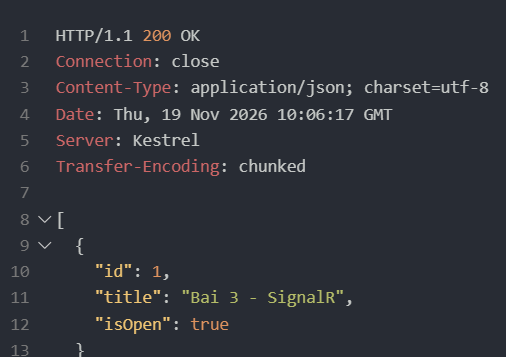 1 HTTP/1.1 200 OK
2 Connection: close
3 Content-Type: application/json; charset=utf-8
4 Date: Thu, 19 Nov 2026 10:06:17 GMT
5 Server: Kestrel
6 Transfer-Encoding: chunked
7
8 [
9 {
10 "id": 1,
11 "title": "Bai 3 - SignalR",
12 "isOpen": true
13 }